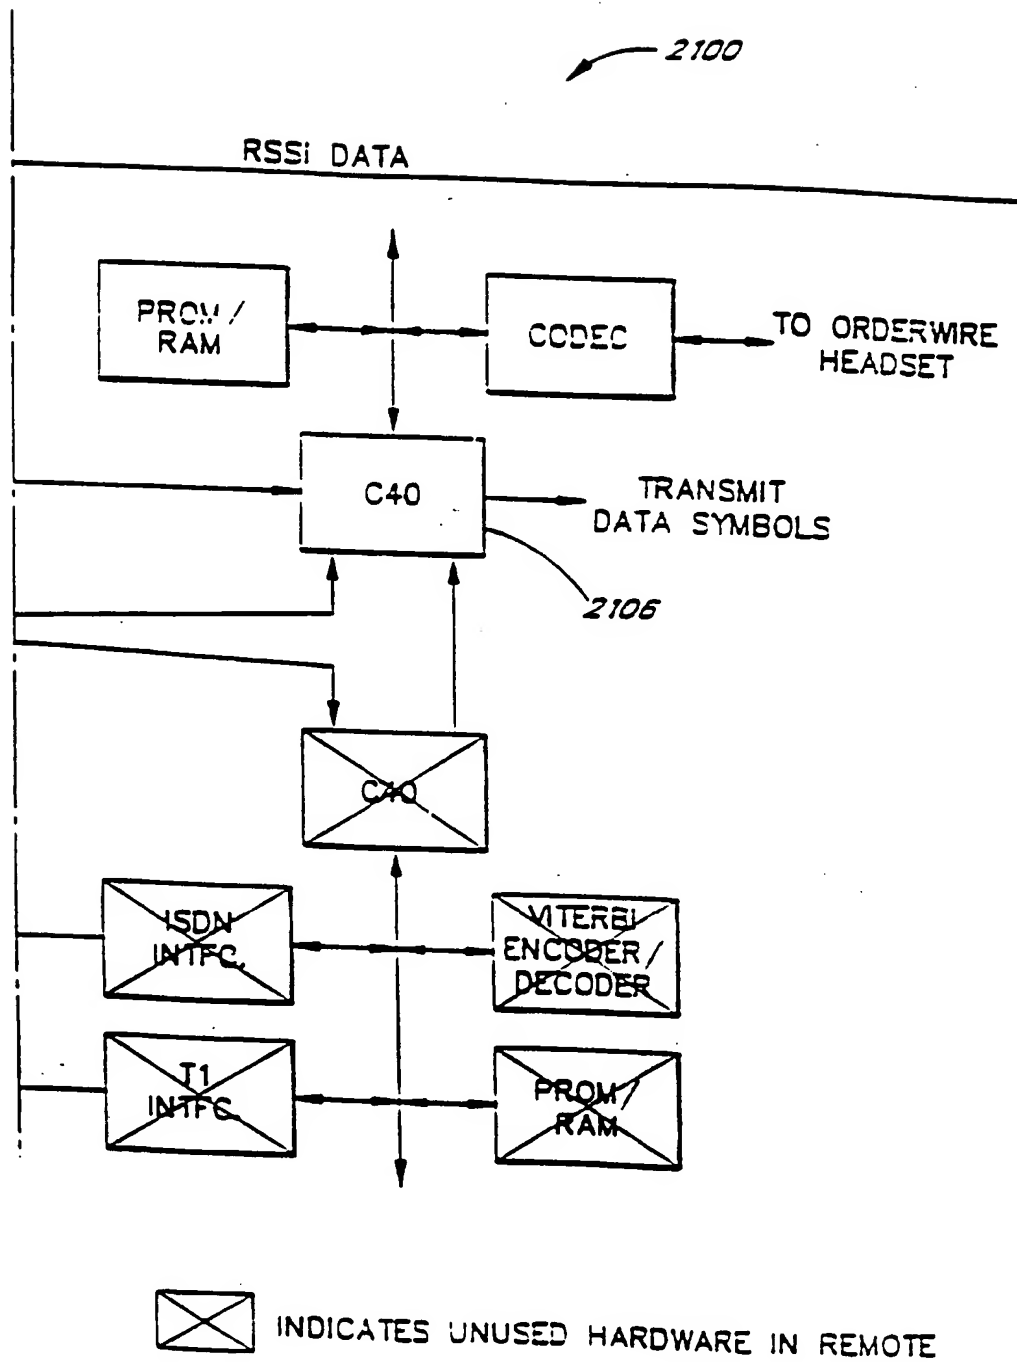 2100
RSSI DATA
PROM/
RAM
CODEC
TO ORDERWIRE
HEADSET
C40
TRANSMIT
DATA SYMBOLS
2106
C40
ISDN
INTFC.
VITERBI
ENCODER/
DECODER
T1
INTFC.
PROM/
RAM
INDICATES UNUSED HARDWARE IN REMOTE